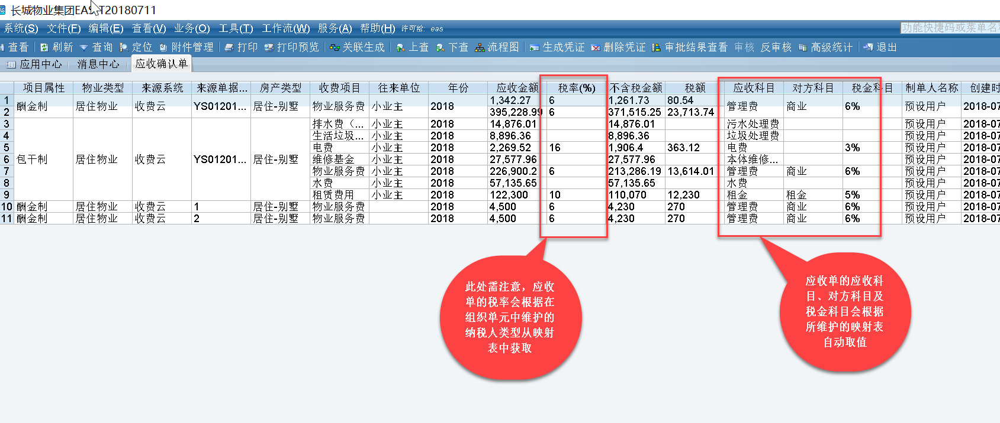 长城物业集团EAS_T20180711
系统(S) 文件(F) 编辑(E) 查看(V) 业务(O) 工具(T) 工作流(W) 服务(A) 帮助(H) 许可给: eas 功能快捷码或菜单名
查看 刷新 查询 定位 附件管理 打印 打印预览 关联生成 上查 下查 流程图 生成凭证 删除凭证 审批结果查看 审核 反审核 高级统计 退出
应用中心 消息中心 应收确认单
项目属性 物业类型 来源系统 来源单据... 房产类型 收费项目 往来单位 年份 应收金额 税率(%) 不含税金额 税额 应收科目 对方科目 税金科目 制单人名称 创建时
1 酬金制 居住物业 收费云 YS01201... 居住-别墅 物业服务费 小业主 2018 1,342.27 6 1,261.73 80.54 管理费 商业 6% 预设用户 2018-07
2 395,228.99 6 371,515.25 23,713.74
3 排水费（... 小业主 2018 14,876.01 14,876.01 污水处理费 预设用户 2018-07
4 生活垃圾... 小业主 2018 8,896.36 8,896.36 垃圾处理费 预设用户 2018-07
5 电费 小业主 2018 2,269.52 16 1,906.4 363.12 电费 3% 预设用户 2018-07
6 包干制 居住物业 收费云 YS01201... 居住-别墅 维修基金 小业主 2018 27,577.96 27,577.96 本体维修... 预设用户 2018-07
7 物业服务费 小业主 2018 226,900.2 6 213,286.19 13,614.01 管理费 商业 6% 预设用户 2018-07
8 水费 小业主 2018 57,135.65 57,135.65 水费 预设用户 2018-07
9 租赁费用 小业主 2018 122,300 10 110,070 12,230 租金 租金 5% 预设用户 2018-07
10 酬金制 居住物业 收费云 1 居住-别墅 物业服务费 2018 4,500 6 4,230 270 管理费 商业 6% 预设用户 2018-07
11 酬金制 居住物业 收费云 2 居住-别墅 物业服务费 2018 4,500 6 4,230 270 管理费 商业 6% 预设用户 2018-07
此处需注意，应收
单的税率会根据在
组织单元中维护的
纳税人类型从映射
表中获取
应收单的应收科
目、对方科目及
税金科目会根据
所维护的映射表
自动取值